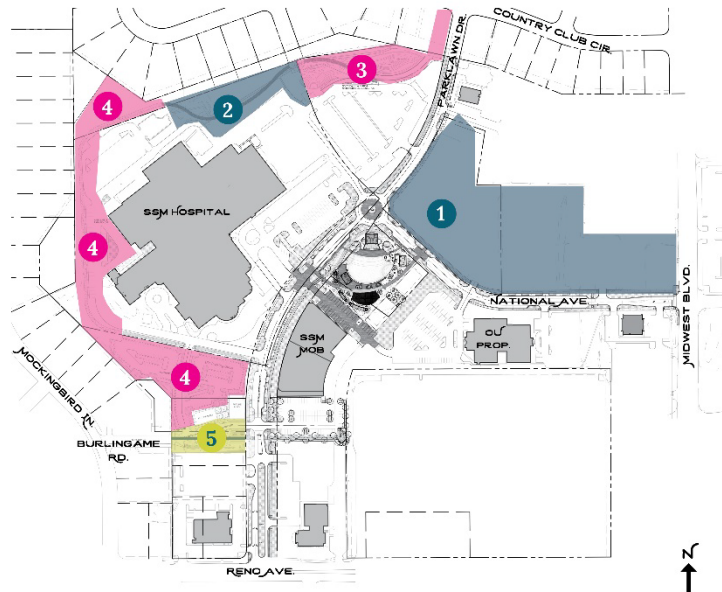 COUNTRY CLUB CIR.
PARKLAWN DR.
3
4
2
SSM HOSPITAL
1
4
NATIONAL AVE.
MIDWEST BLVD.
SSM
MOB
OU
PROP.
4
MOCKINGBIRD LN.
5
BURLINGAME
RD.
RENO AVE.
N